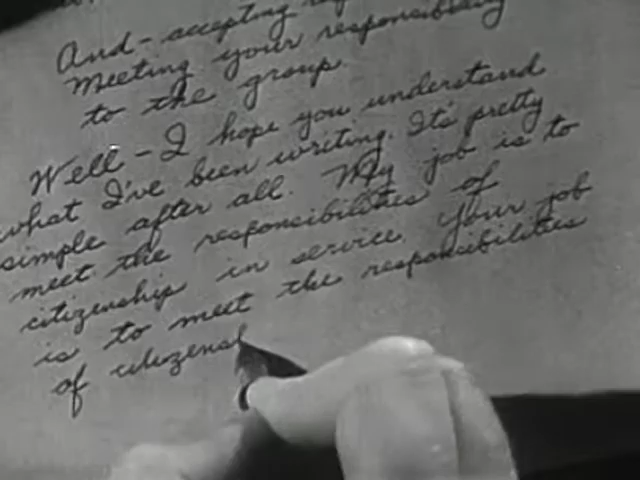 And - accepting
Meeting your responsibility
to the group
Well - I hope you understand
what I've been writing. It's pretty
simple after all. My job is to
meet the responsibilities of
citizenship in service. Your job
is to meet the responsibilities
of citizens